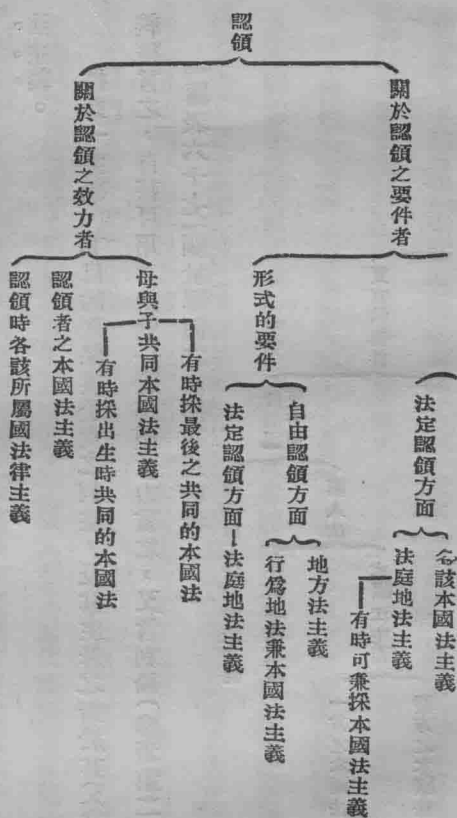 認領
關於認領之要件者
法定認領方面
各該本國法主義
法庭地法主義
有時可兼採本國法主義
形式的要件
自由認領方面
地方法主義
行爲地法兼本國法主義
法定認領方面
法庭地法主義
關於認領之效力者
母與子共同本國法主義
有時採最後之共同的本國法
有時採出生時共同的本國法
認領者之本國法主義
認領時各該所屬國法律主義